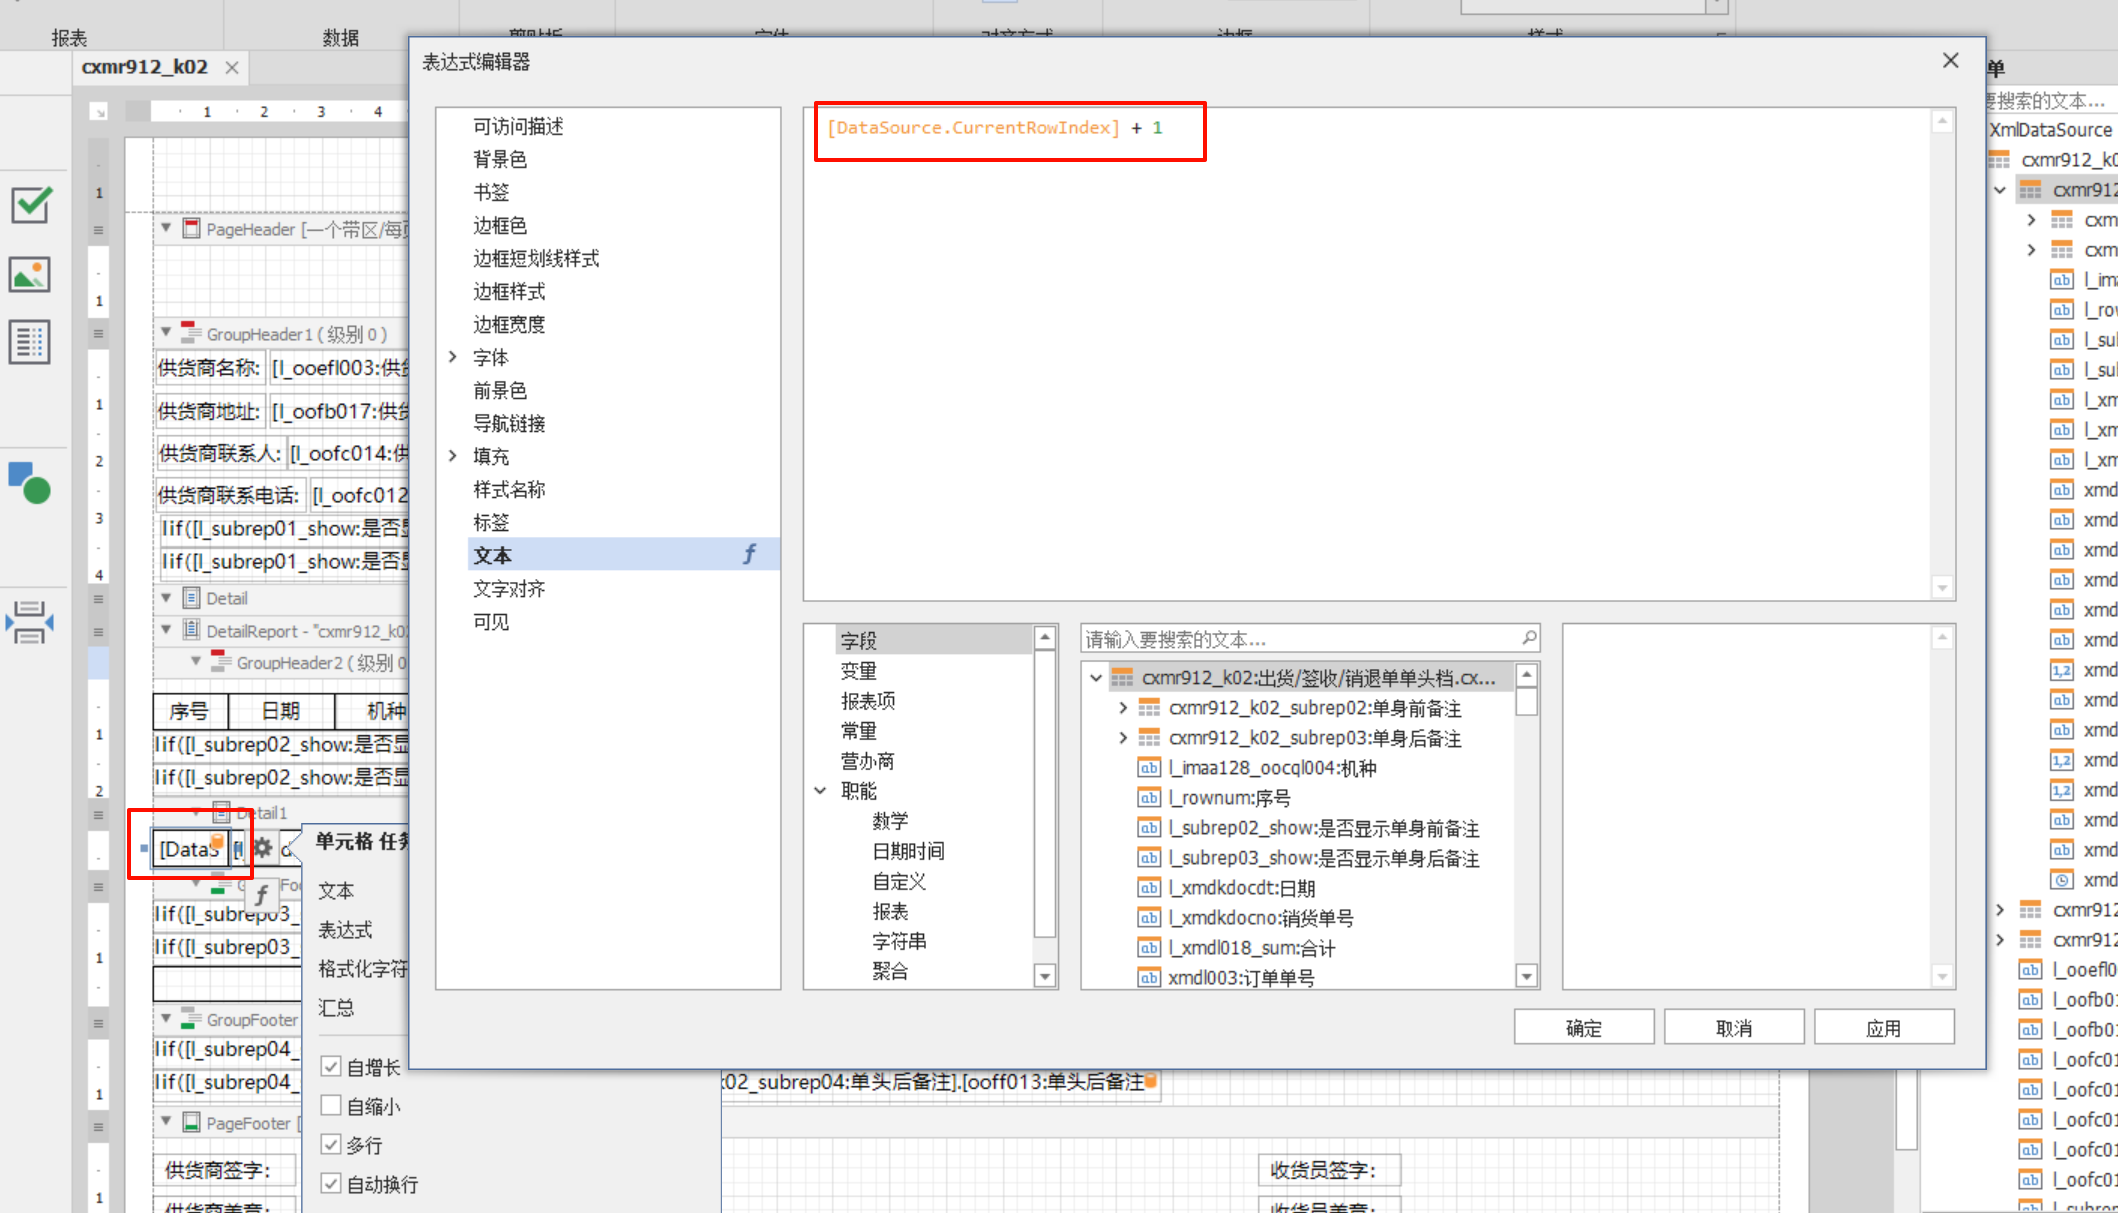 报表
数据
cxmr912_k02
1 2 3 4
PageHeader [一个带区/每页
GroupHeader1 ( 级别 0 )
供货商名称:
[l_ooefl003:供货
供货商地址:
[l_oofb017:供货
供货商联系人:
[l_oofc014:供
供货商联系电话:
[l_oofc012
Iif([l_subrep01_show:是否显
Iif([l_subrep01_show:是否显
Detail
DetailReport - "cxmr912_k02
GroupHeader2 ( 级别 0
序号
日期
机种
Iif([l_subrep02_show:是否显
Iif([l_subrep02_show:是否显
Detail1
[DataS
Iif([l_subrep03_
Iif([l_subrep03_
GroupFooter
Iif([l_subrep04_
Iif([l_subrep04_
PageFooter [
供货商签字:
供货商盖章:
单元格 任务
文本
表达式
格式化字符
汇总
自增长
自缩小
多行
自动换行
表达式编辑器
可访问描述
背景色
书签
边框色
边框短划线样式
边框样式
边框宽度
字体
前景色
导航链接
填充
样式名称
标签
文本
文字对齐
可见
[DataSource.CurrentRowIndex] + 1
字段
变量
报表项
常量
营办商
职能
数学
日期时间
自定义
报表
字符串
聚合
请输入要搜索的文本...
cxmr912_k02:出货/签收/销退单单头档.cx...
cxmr912_k02_subrep02:单身前备注
cxmr912_k02_subrep03:单身后备注
l_imaa128_oocql004:机种
l_rownum:序号
l_subrep02_show:是否显示单身前备注
l_subrep03_show:是否显示单身后备注
l_xmdkdocdt:日期
l_xmdkdocno:销货单号
l_xmdl018_sum:合计
xmdl003:订单单号
确定
取消
应用
k02_subrep04:单头后备注].[ooff013:单头后备注
收货员签字:
收货员盖章:
单
要搜索的文本...
XmlDataSource
cxmr912_k0
cxmr912
cxm
cxm
l_ima
l_row
l_sub
l_sub
l_xm
l_xm
l_xm
xmd
xmd
xmd
xmd
xmd
xmd
xmd
xmd
xmd
xmd
xmd
xmd
xmd
xmd
cxmr912
cxmr912
l_ooefl0
l_oofb01
l_oofb01
l_oofc01
l_oofc01
l_oofc01
l_oofc01
l_oofc01
l_subrep